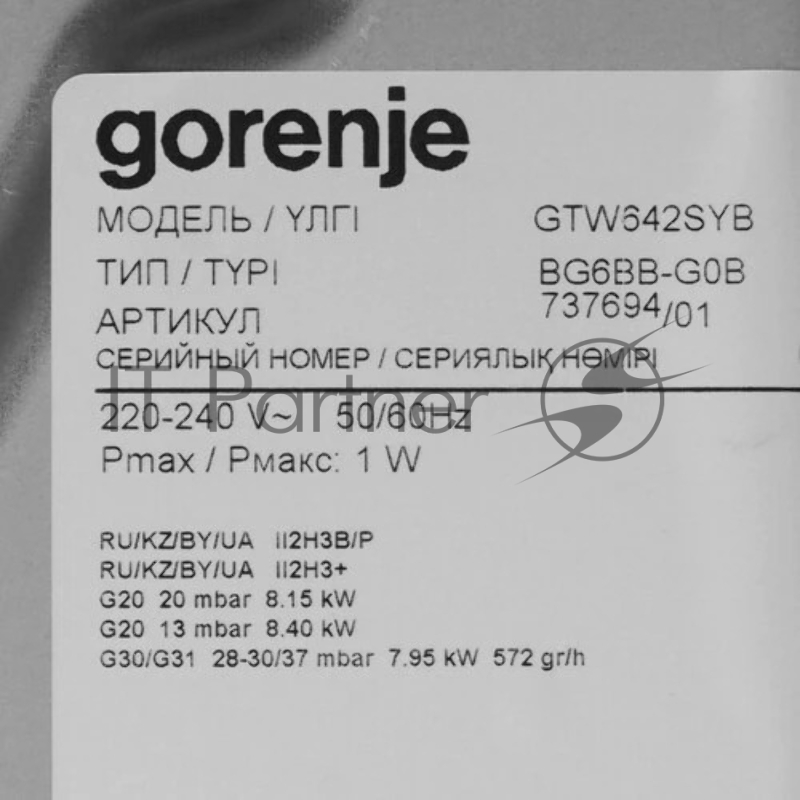 gorenje
МОДЕЛЬ / ҮЛГІ GTW642SYB
ТИП / ТҮРІ BG6BB-G0B
АРТИКУЛ 737694/01
СЕРИЙНЫЙ НОМЕР / СЕРИЯЛЫҚ НӨМІРІ
IT Partner
220-240 V~ 50/60Hz
Pmax / Рмакс: 1 W
RU/KZ/BY/UA II2H3B/P
RU/KZ/BY/UA II2H3+
G20 20 mbar 8.15 kW
G20 13 mbar 8.40 kW
G30/G31 28-30/37 mbar 7.95 kW 572 gr/h